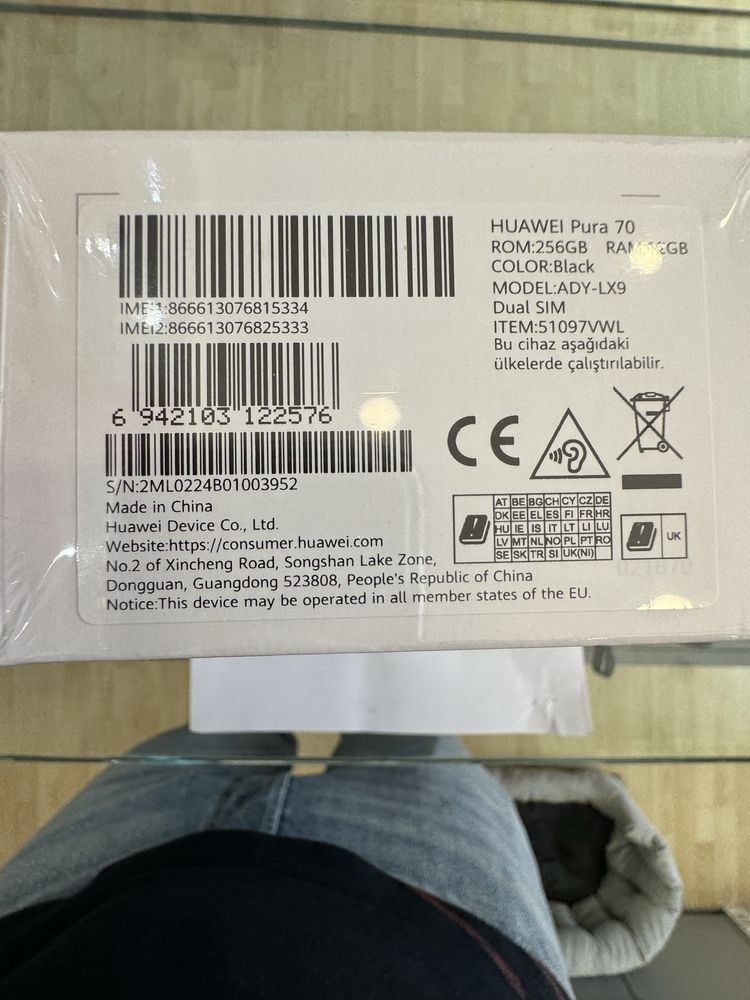 IMEI1:866613076815334
IMEI2:866613076825333
6 942103 122576
S/N:2ML0224B01003952
Made in China
Huawei Device Co., Ltd.
Website:https://consumer.huawei.com
No.2 of Xincheng Road, Songshan Lake Zone,
Dongguan, Guangdong 523808, People's Republic of China
Notice:This device may be operated in all member states of the EU.
HUAWEI Pura 70
ROM:256GB RAM:12GB
COLOR:Black
MODEL:ADY-LX9
Dual SIM
ITEM:51097VWL
Bu cihaz aşağıdaki
ülkelerde çalıştırılabilir.
CE
AT BE BG CH CY CZ DE
DK EE EL ES FI FR HR
HU IE IS IT LT LI LU
LV MT NL NO PL PT RO
SE SK TR SI UK(NI)
UK